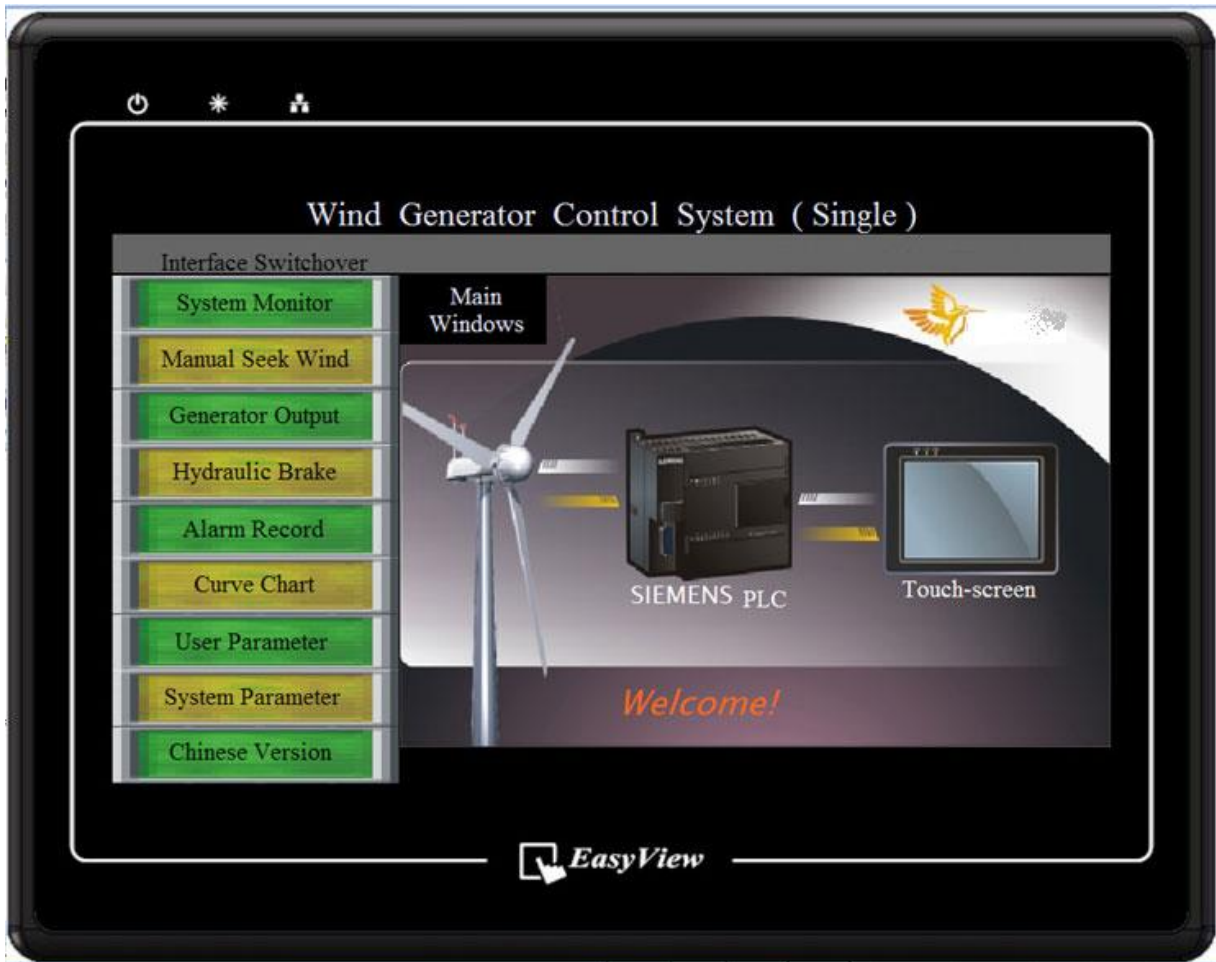 Wind Generator Control System ( Single )
Interface Switchover
System Monitor
Manual Seek Wind
Generator Output
Hydraulic Brake
Alarm Record
Curve Chart
User Parameter
System Parameter
Chinese Version
Main
Windows
SIEMENS
SIEMENS PLC
Touch-screen
Welcome!
EasyView